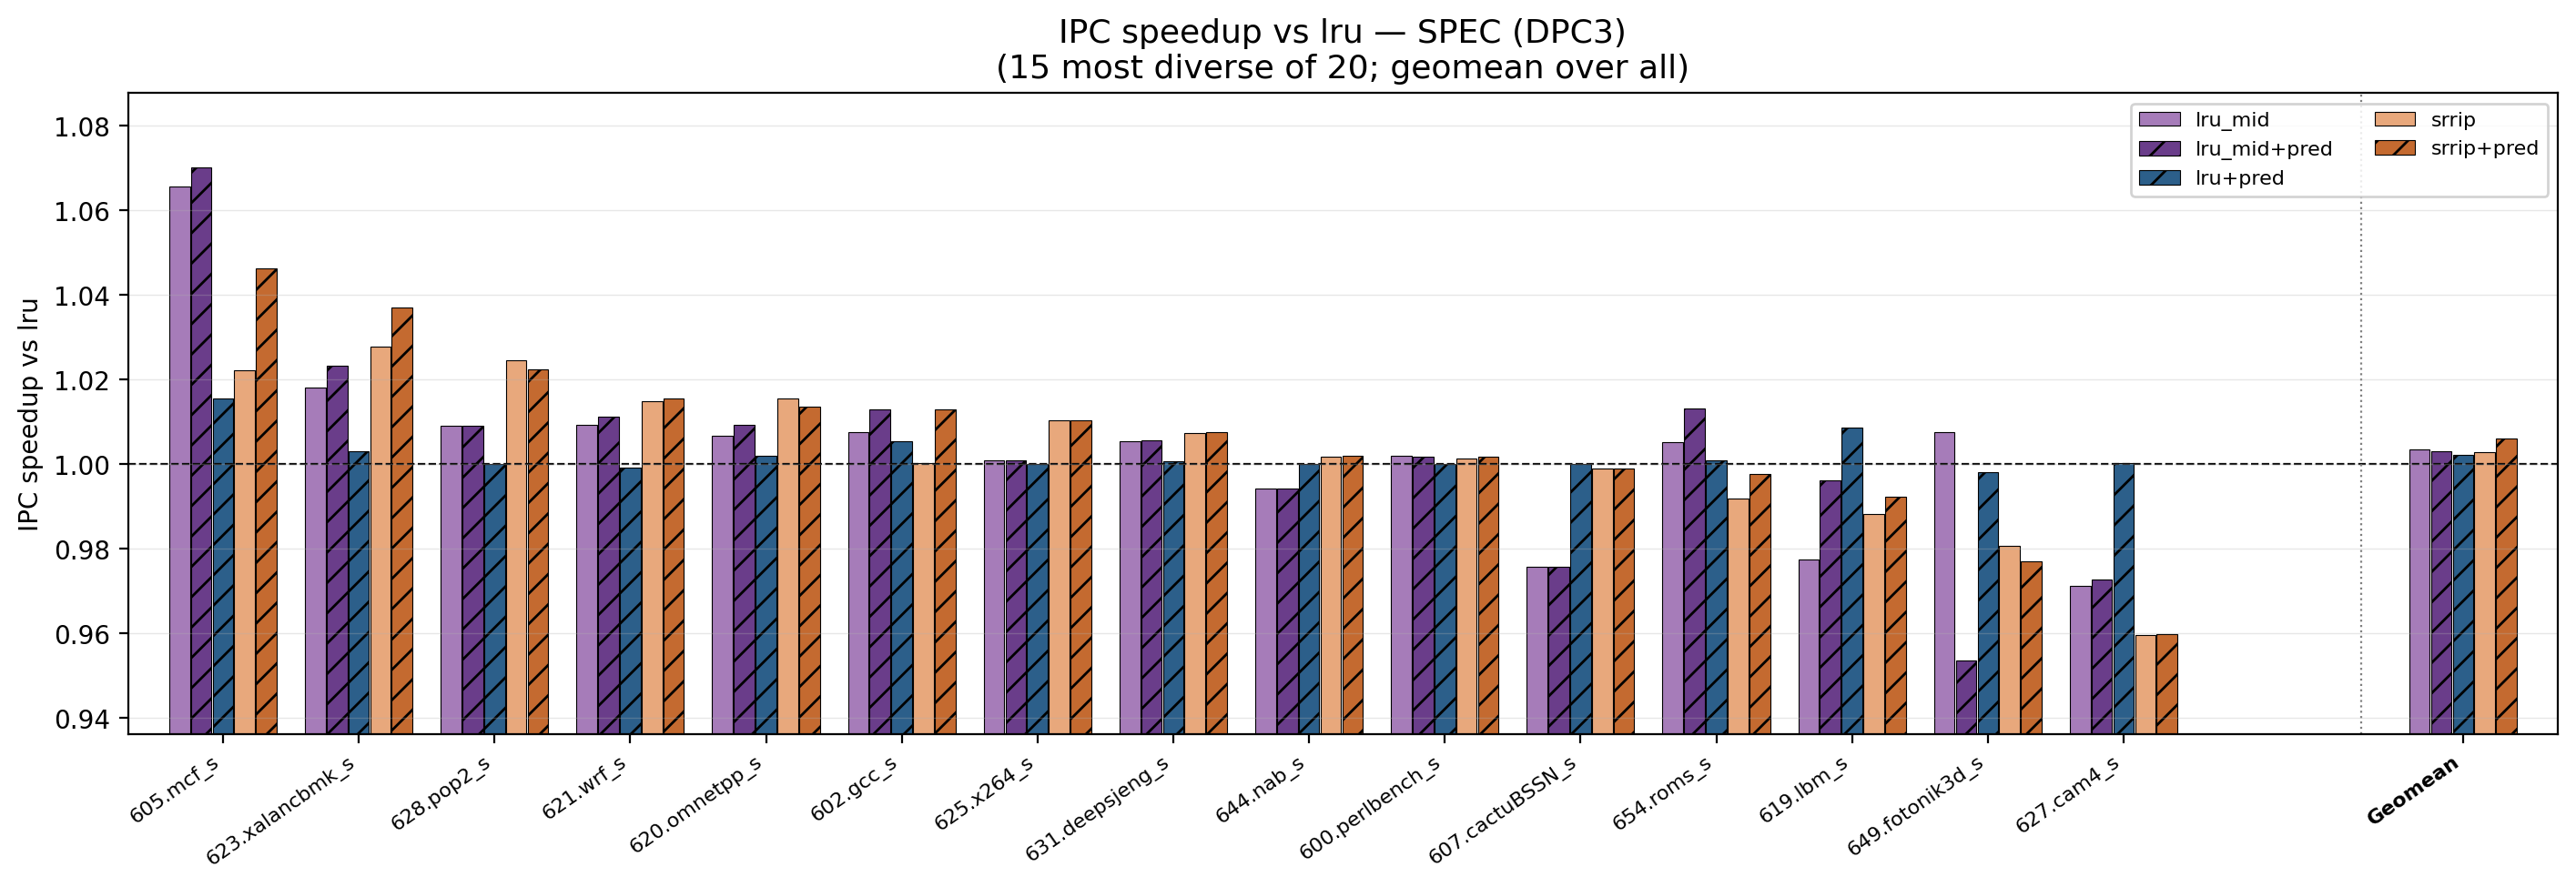 IPC speedup vs lru — SPEC (DPC3)
(15 most diverse of 20; geomean over all)
IPC speedup vs lru
1.08
1.06
1.04
1.02
1.00
0.98
0.96
0.94
lru_mid
lru_mid+pred
lru+pred
srrip
srrip+pred
605.mcf_s
623.xalancbmk_s
628.pop2_s
621.wrf_s
620.omnetpp_s
602.gcc_s
625.x264_s
631.deepsjeng_s
644.nab_s
600.perlbench_s
607.cactuBSSN_s
654.roms_s
619.lbm_s
649.fotonik3d_s
627.cam4_s
Geomean